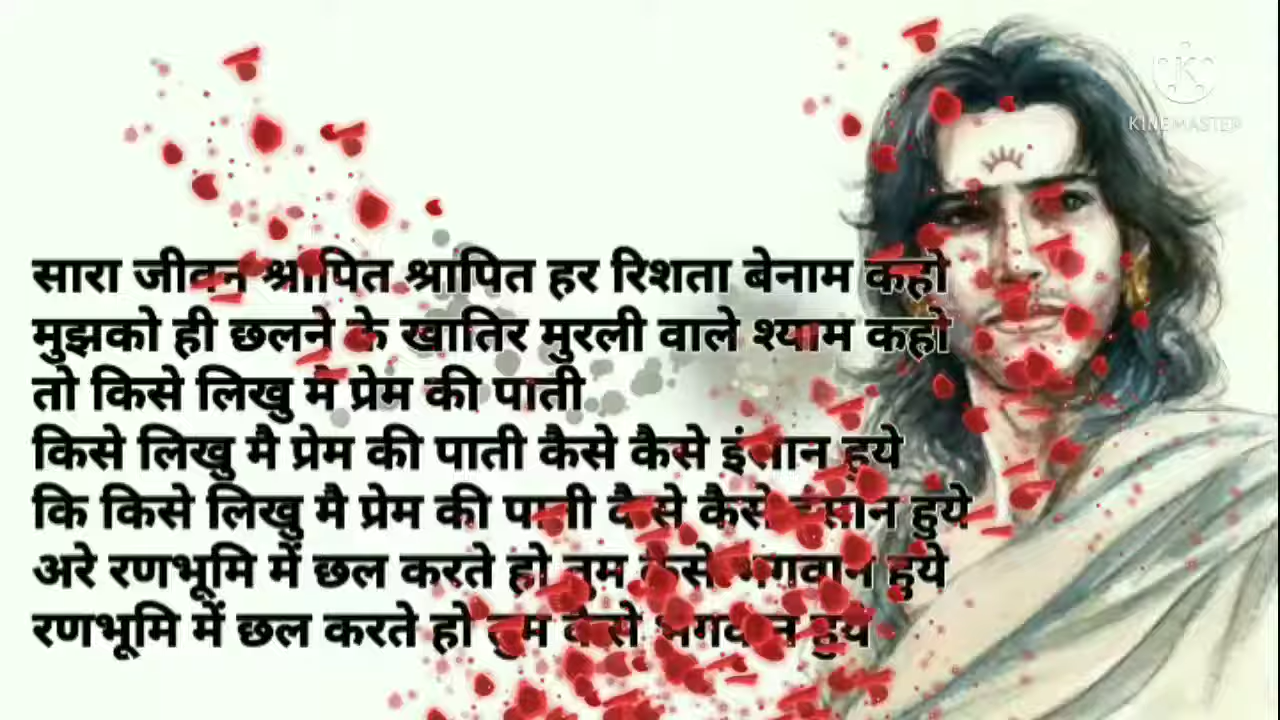 सारा जीवन श्रापित श्रापित हर रिशता बेनाम कहो
मुझको ही छलने के खातिर मुरली वाले श्याम कहो
तो किसे लिखु मै प्रेम की पाती
किसे लिखु मै प्रेम की पाती कैसे कैसे इंसान हुये
कि किसे लिखु मै प्रेम की पाती कैसे कैसे इंसान हुये
अरे रणभूमि में छल करते हो तुम कैसे भगवान हुये
रणभूमि में छल करते हो तुम कैसे भगवान हुये
KINEMASTER